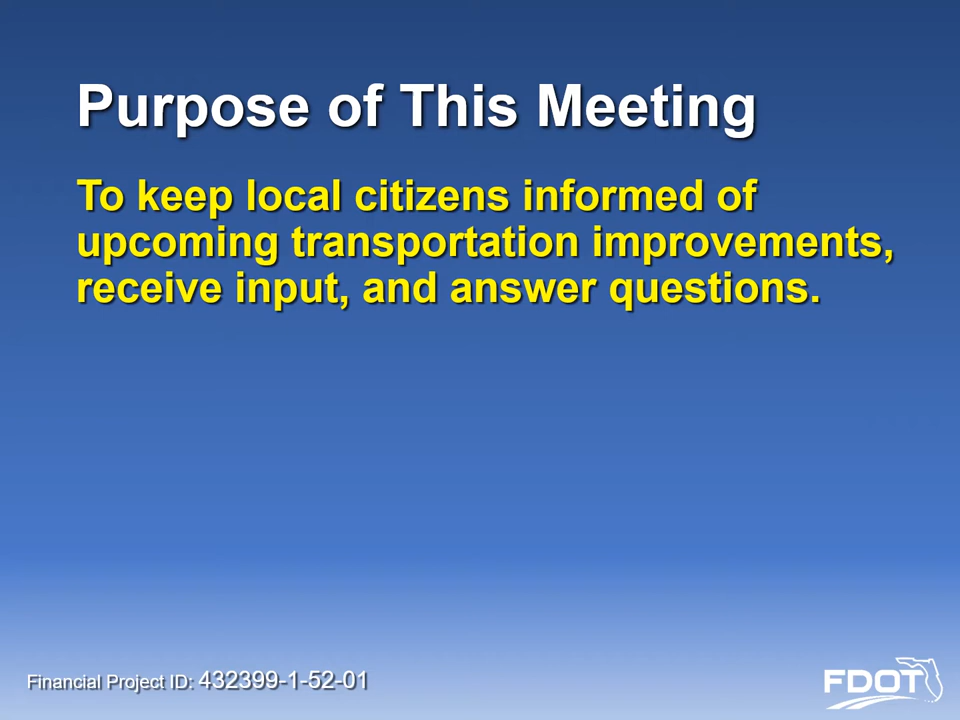 Purpose of This Meeting
To keep local citizens informed of
upcoming transportation improvements,
receive input, and answer questions.
Financial Project ID: 432399-1-52-01
FDOT